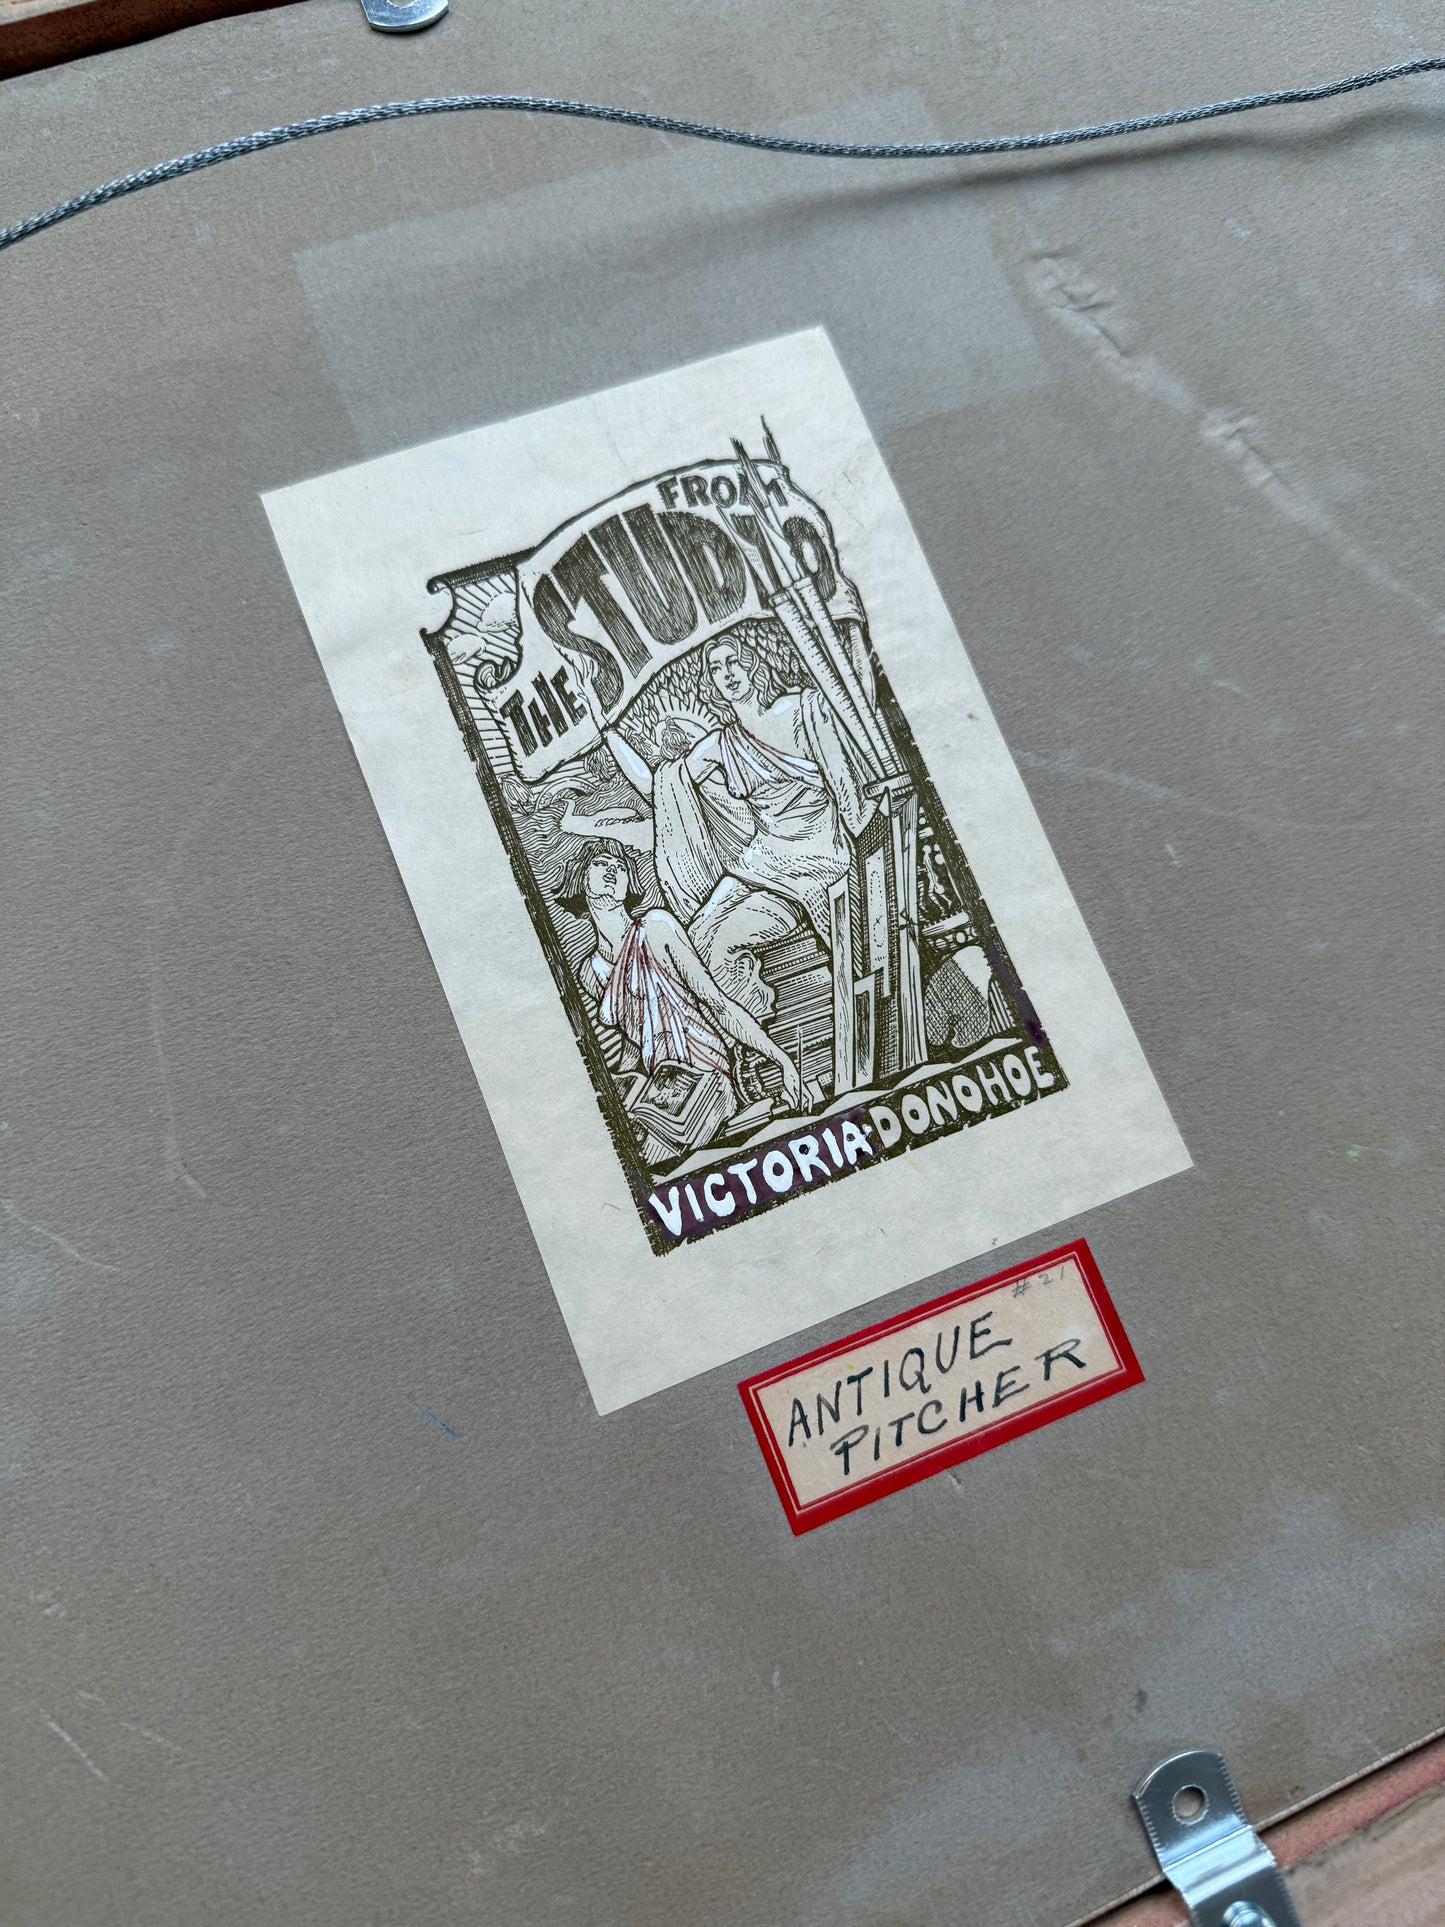 FROM
THE STUDIO
VICTORIA·DONOHOE
#21
ANTIQUE
PITCHER